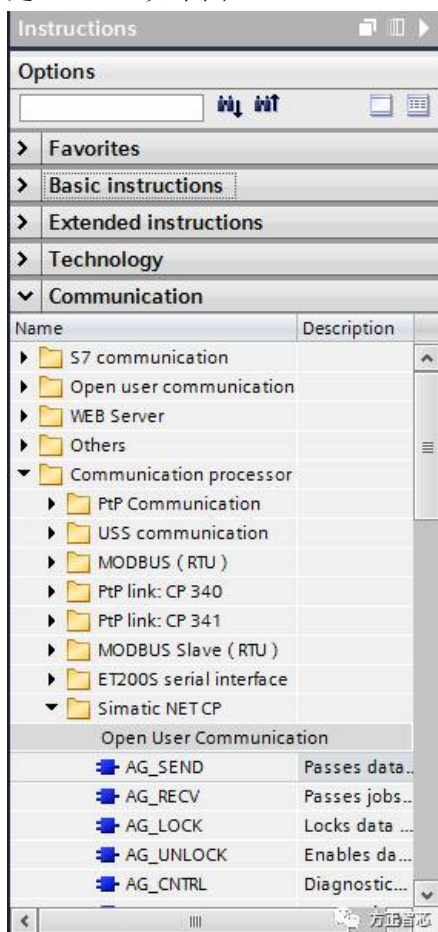 Instructions
Options
Favorites
Basic instructions
Extended instructions
Technology
Communication
Name Description
S7 communication
Open user communication
WEB Server
Others
Communication processor
PtP Communication
USS communication
MODBUS (RTU)
PtP link: CP 340
PtP link: CP 341
MODBUS Slave (RTU)
ET200S serial interface
Simatic NET CP
Open User Communication
AG_SEND Passes data..
AG_RECV Passes jobs..
AG_LOCK Locks data ...
AG_UNLOCK Enables da...
AG_CNTRL Diagnostic...
方正智芯